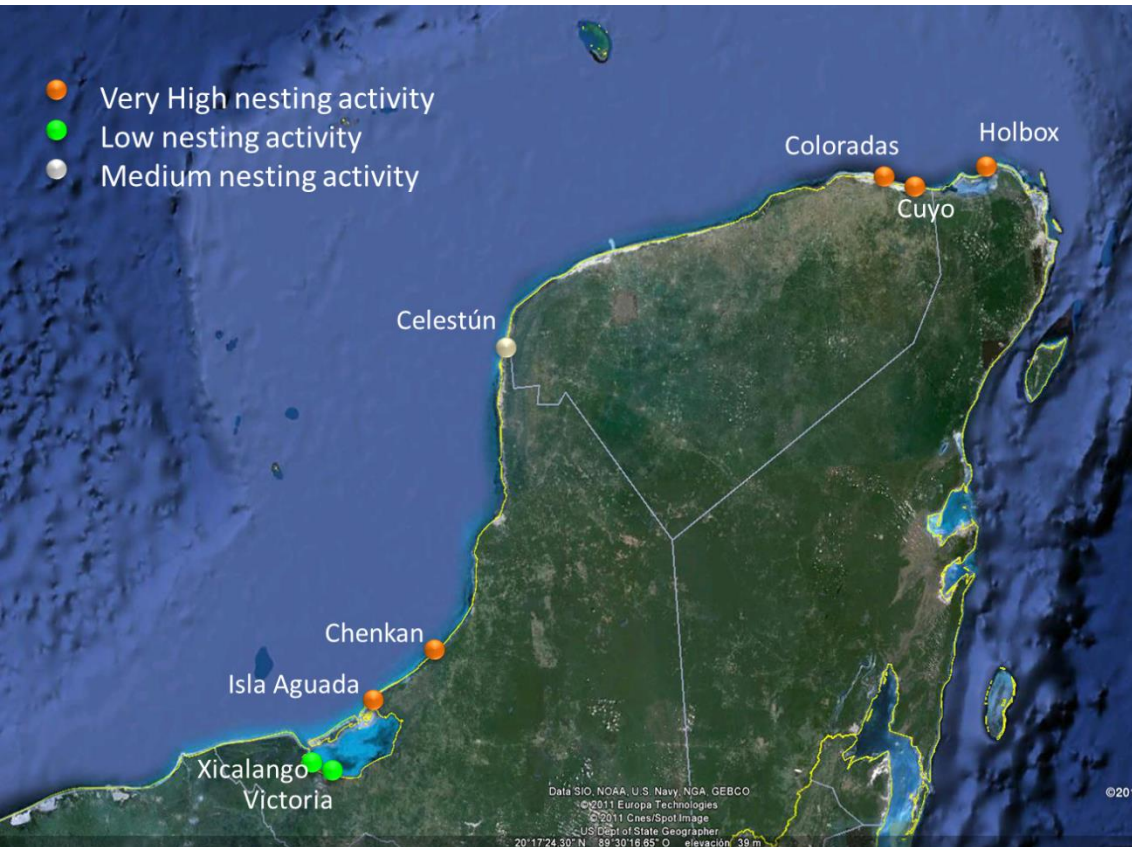 Very High nesting activity
Low nesting activity
Medium nesting activity
Holbox
Coloradas
Cuyo
Celestún
Chenkan
Isla Aguada
Xicalango
Victoria
Data SIO, NOAA, U.S. Navy, NGA, GEBCO
© 2011 Europa Technologies
© 2011 Cnes/Spot Image
US Dept of State Geographer
20°17'24.30" N 89°30'16.65" O elevación 39 m
©201